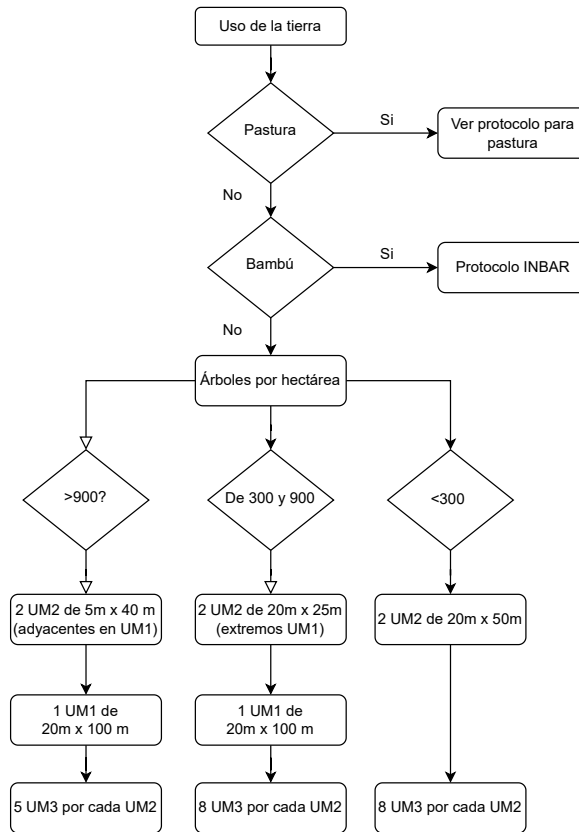 Uso de la tierra
Pastura
Si
Ver protocolo para
pastura
No
Bambú
Si
Protocolo INBAR
No
Árboles por hectárea
>900?
De 300 y 900
<300
2 UM2 de 5m x 40 m
(adyacentes en UM1)
2 UM2 de 20m x 25m
(extremos UM1)
2 UM2 de 20m x 50m
1 UM1 de
20m x 100 m
1 UM1 de
20m x 100 m
5 UM3 por cada UM2
8 UM3 por cada UM2
8 UM3 por cada UM2